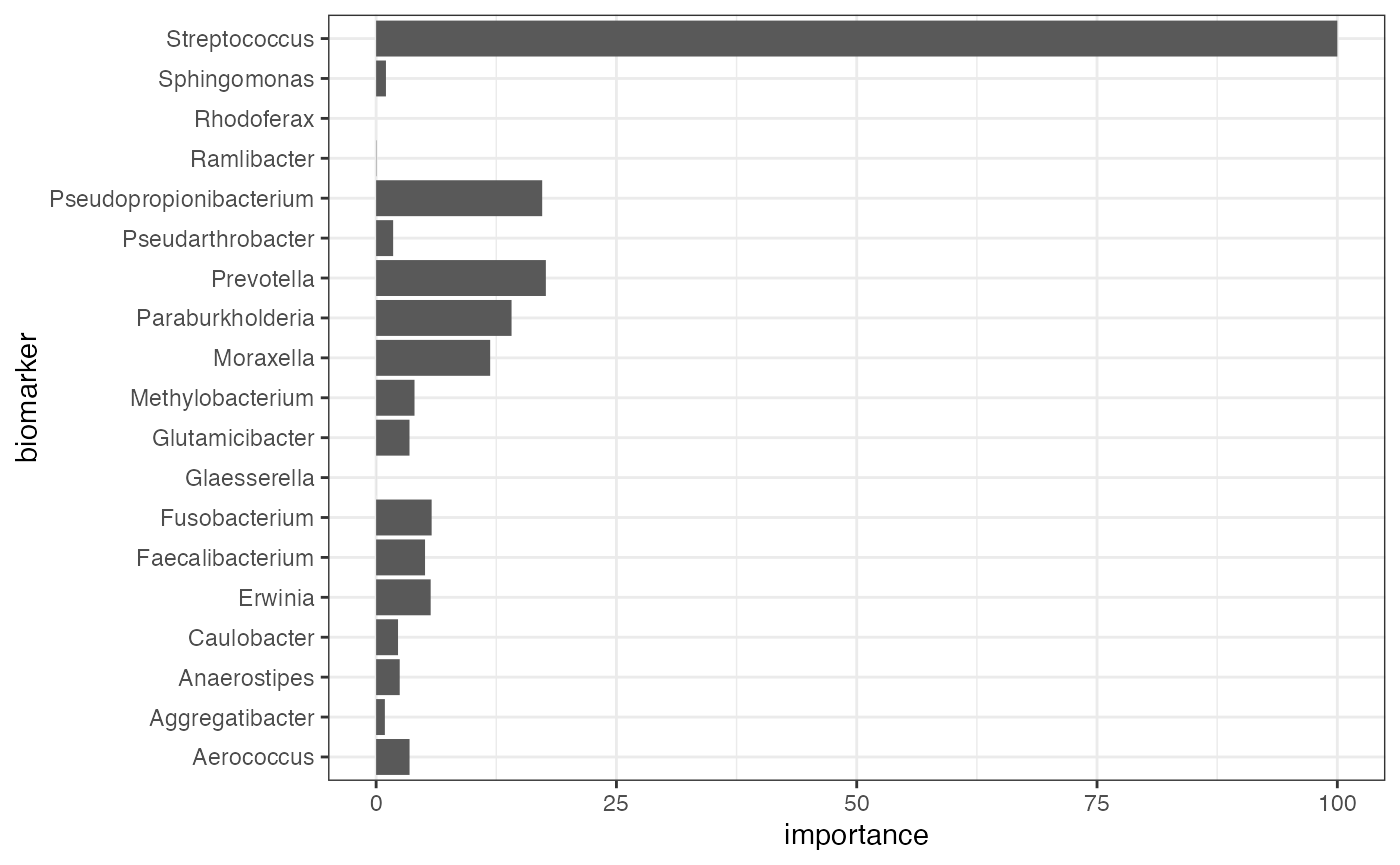 Streptococcus
Sphingomonas
Rhodoferax
Ramlibacter
Pseudopropionibacterium
Pseudarthrobacter
Prevotella
Paraburkholderia
Moraxella
Methylobacterium
Glutamicibacter
Glaesserella
Fusobacterium
Faecalibacterium
Erwinia
Caulobacter
Anaerostipes
Aggregatibacter
Aerococcus
biomarker
0 25 50 75 100
importance